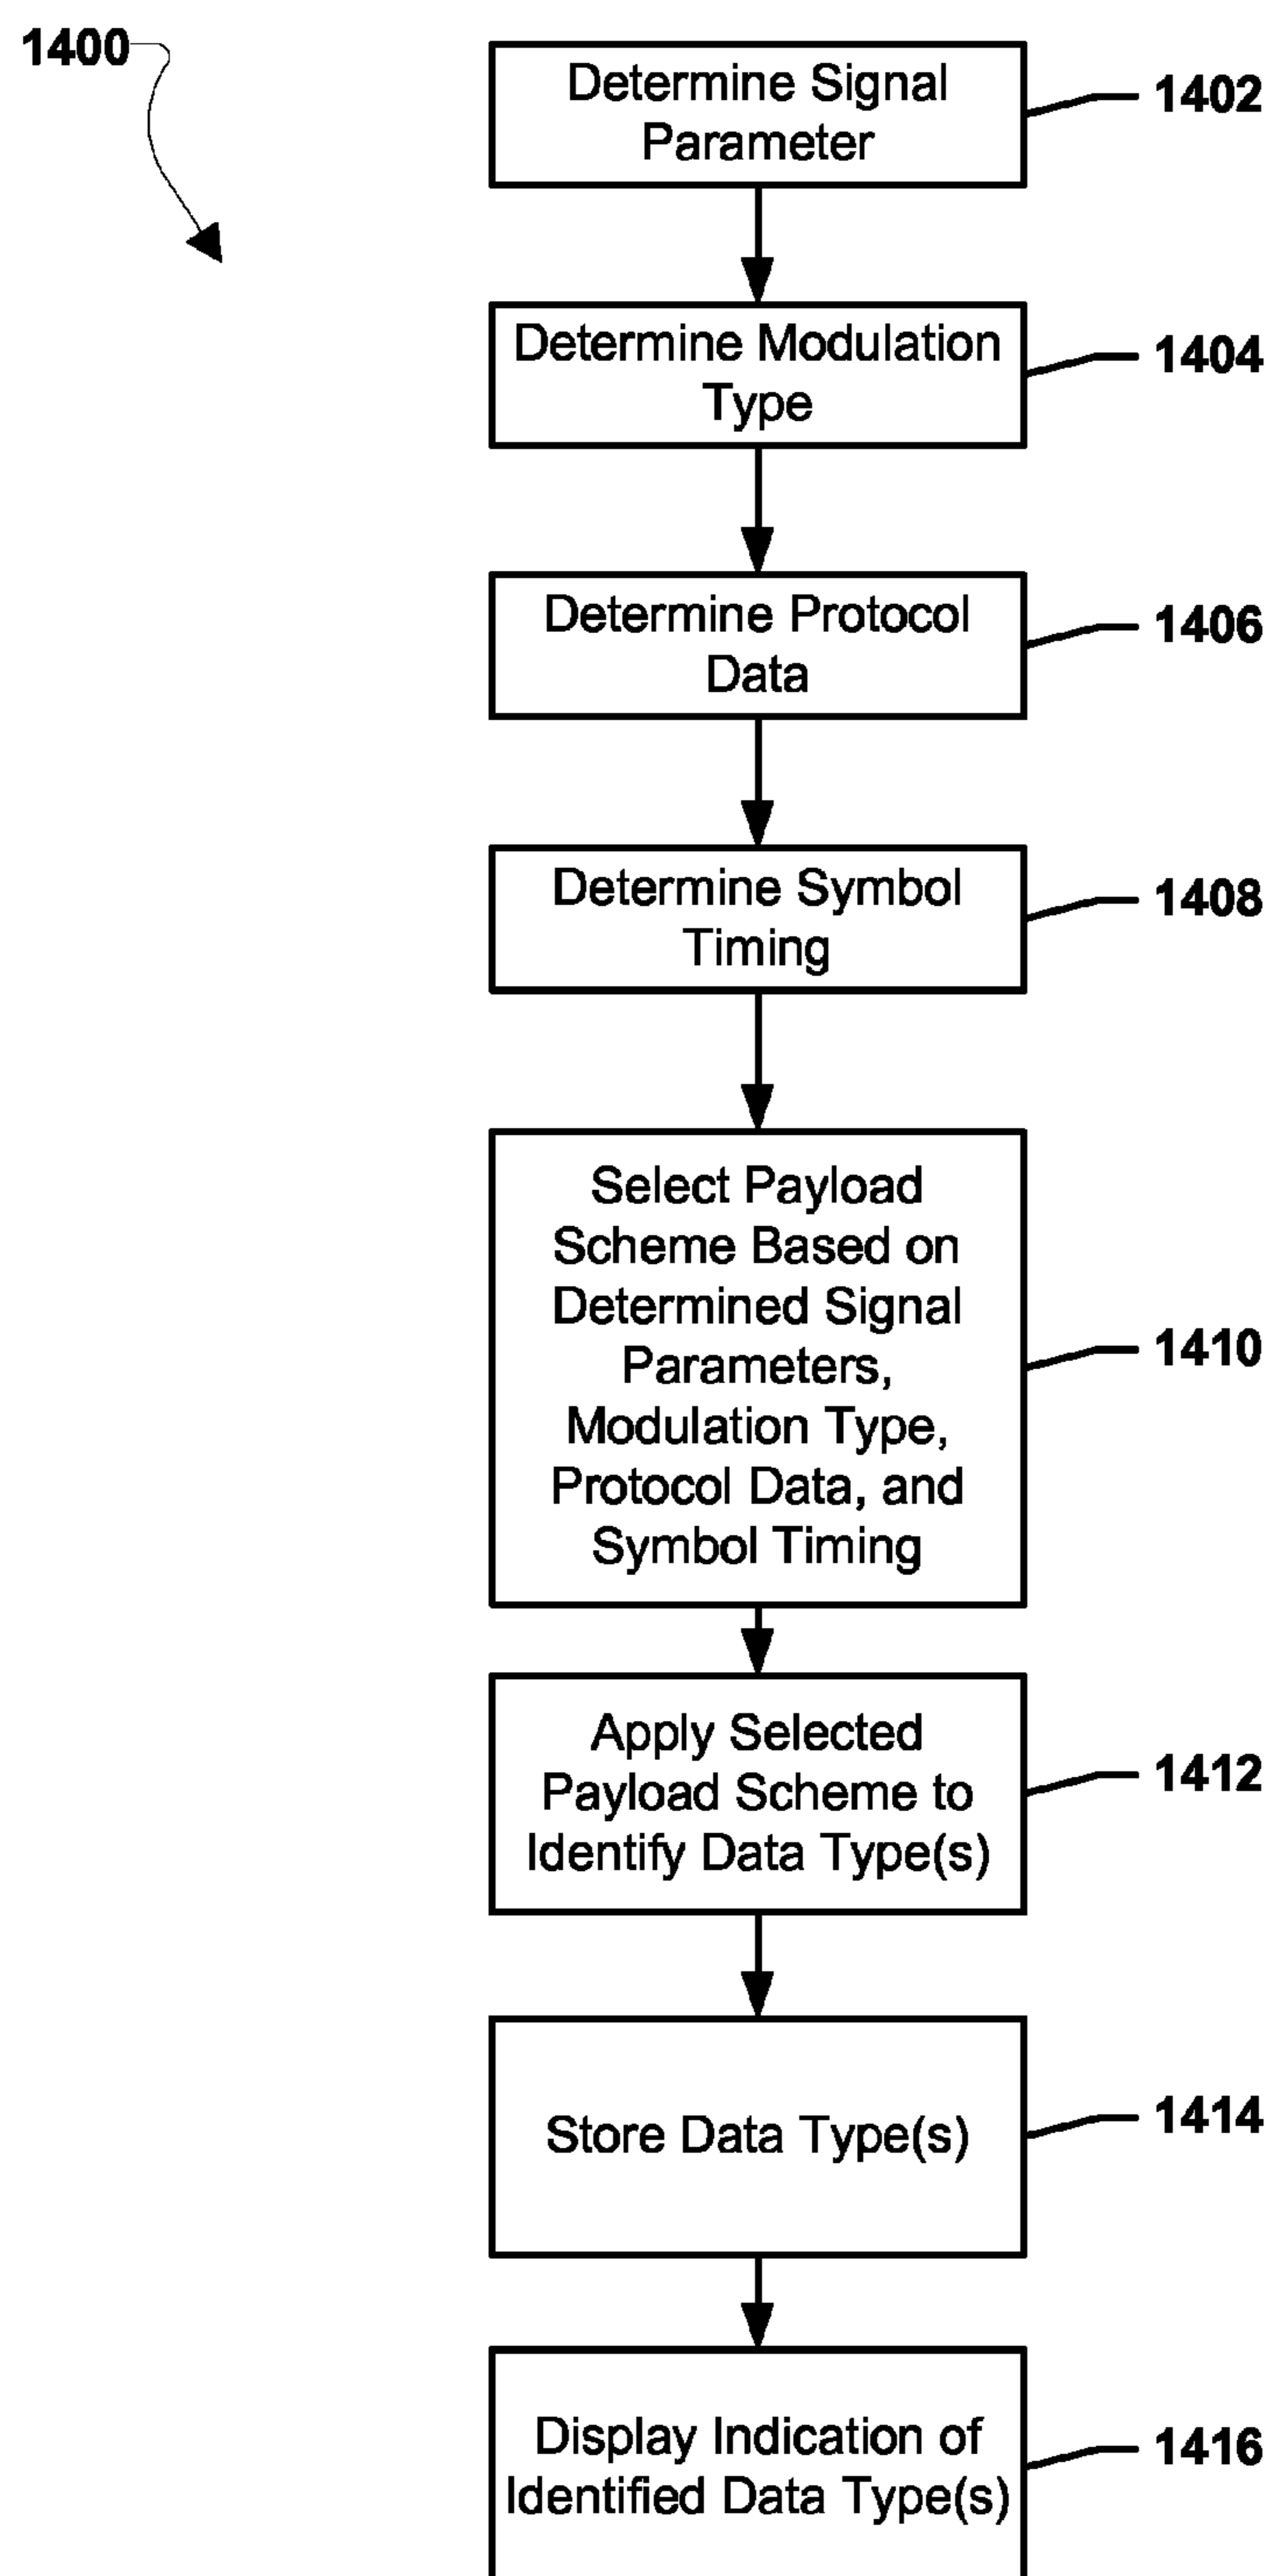 1400
Determine Signal
Parameter
1402
Determine Modulation
Type
1404
Determine Protocol
Data
1406
Determine Symbol
Timing
1408
Select Payload
Scheme Based on
Determined Signal
Parameters,
Modulation Type,
Protocol Data, and
Symbol Timing
1410
Apply Selected
Payload Scheme to
Identify Data Type(s)
1412
Store Data Type(s)
1414
Display Indication of
Identified Data Type(s)
1416